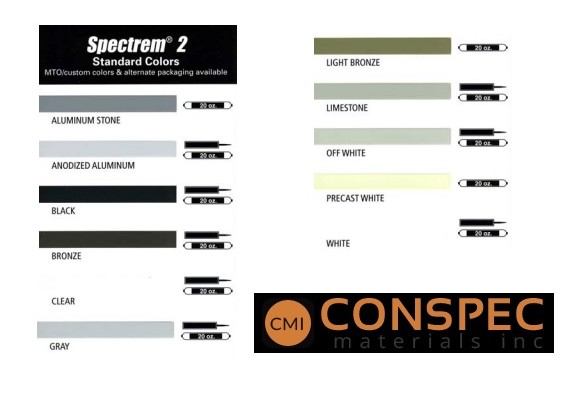 Spectrem® 2
Standard Colors
MTO/custom colors & alternate packaging available
20 oz.
ALUMINUM STONE
20 oz.
ANODIZED ALUMINUM
20 oz.
BLACK
20 oz.
BRONZE
20 oz.
CLEAR
20 oz.
GRAY
20 oz.
LIGHT BRONZE
20 oz.
LIMESTONE
20 oz.
OFF WHITE
20 oz.
PRECAST WHITE
20 oz.
WHITE
CMI
CONSPEC
materials inc